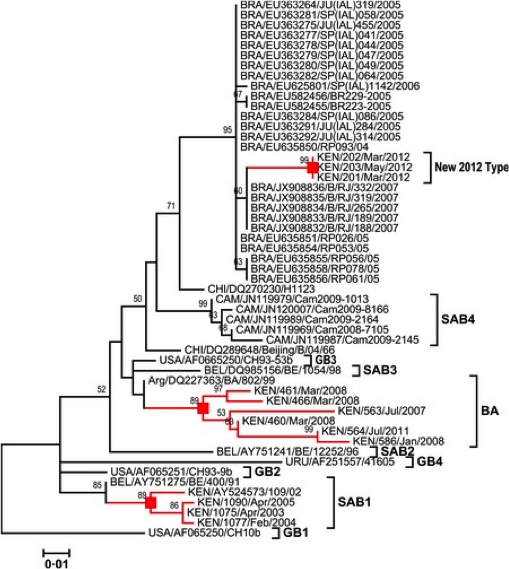 BRA/EU363264/JU(IAL)319/2005
BRA/EU363281/SP(IAL)058/2005
BRA/EU363275/JU(IAL)455/2005
BRA/EU363277/SP(IAL)041/2005
BRA/EU363278/SP(IAL)044/2005
BRA/EU363279/SP(IAL)047/2005
BRA/EU363280/SP(IAL)049/2005
BRA/EU363282/SP(IAL)064/2005
BRA/EU625801/SP(IAL)1142/2006
67 BRA/EU582456/BR229-2005
BRA/EU582455/BR223-2005
BRA/EU363284/SP(IAL)086/2005
BRA/EU363291/JU(IAL)284/2005
95 BRA/EU363292/JU(IAL)314/2005
BRA/EU635850/RP093/04
99 KEN/202/Mar/2012
KEN/203/May/2012 New 2012 Type
KEN/201/Mar/2012
60 BRA/JX908836/B/RJ/332/2007
BRA/JX908835/B/RJ/319/2007
71 BRA/JX908834/B/RJ/265/2007
BRA/JX908833/B/RJ/189/2007
BRA/JX908832/B/RJ/188/2007
BRA/EU635851/RP026/05
BRA/EU635854/RP053/05
63 BRA/EU635855/RP056/05
BRA/EU635858/RP078/05
BRA/EU635856/RP061/05
CHI/DQ270230/H1123
50 99 CAM/JN119979/Cam2009-1013
83 CAM/JN120007/Cam2009-8166
CAM/JN119989/Cam2009-2164 SAB4
68 CAM/JN119969/Cam2008-7105
CAM/JN119987/Cam2009-2145
CHI/DQ289648/Beijing/B/04/66
USA/AF0665250/CH93-53b GB3
BEL/DQ985156/BE/1054/98 SAB3
Arg/DQ227363/BA/802/99
52 97 KEN/461/Mar/2008
89 KEN/466/Mar/2008
53 KEN/563/Jul/2007 BA
63 KEN/460/Mar/2008
99 KEN/564/Jul/2011
KEN/586/Jan/2008
BEL/AY751241/BE/12252/96 SAB2
URU/AF251557/41605 GB4
USA/AF065251/CH93-9b GB2
85 BEL/AY751275/BE/400/91
89 KEN/AY524573/109/02
86 KEN/1090/Apr/2005 SAB1
KEN/1075/Apr/2003
KEN/1077/Feb/2004
USA/AF065250/CH10b GB1
0·01